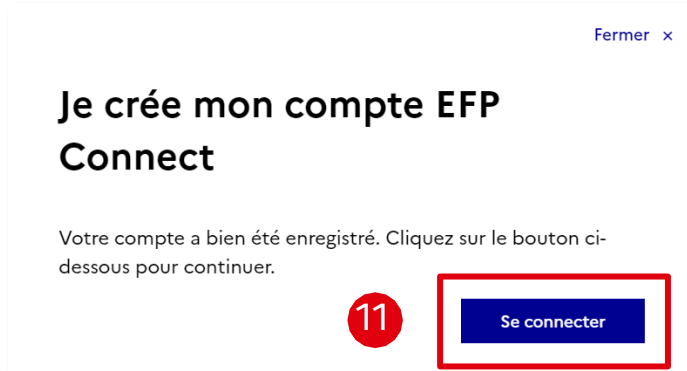 Fermer ×
Je crée mon compte EFP
Connect
Votre compte a bien été enregistré. Cliquez sur le bouton ci-
dessous pour continuer.
11
Se connecter